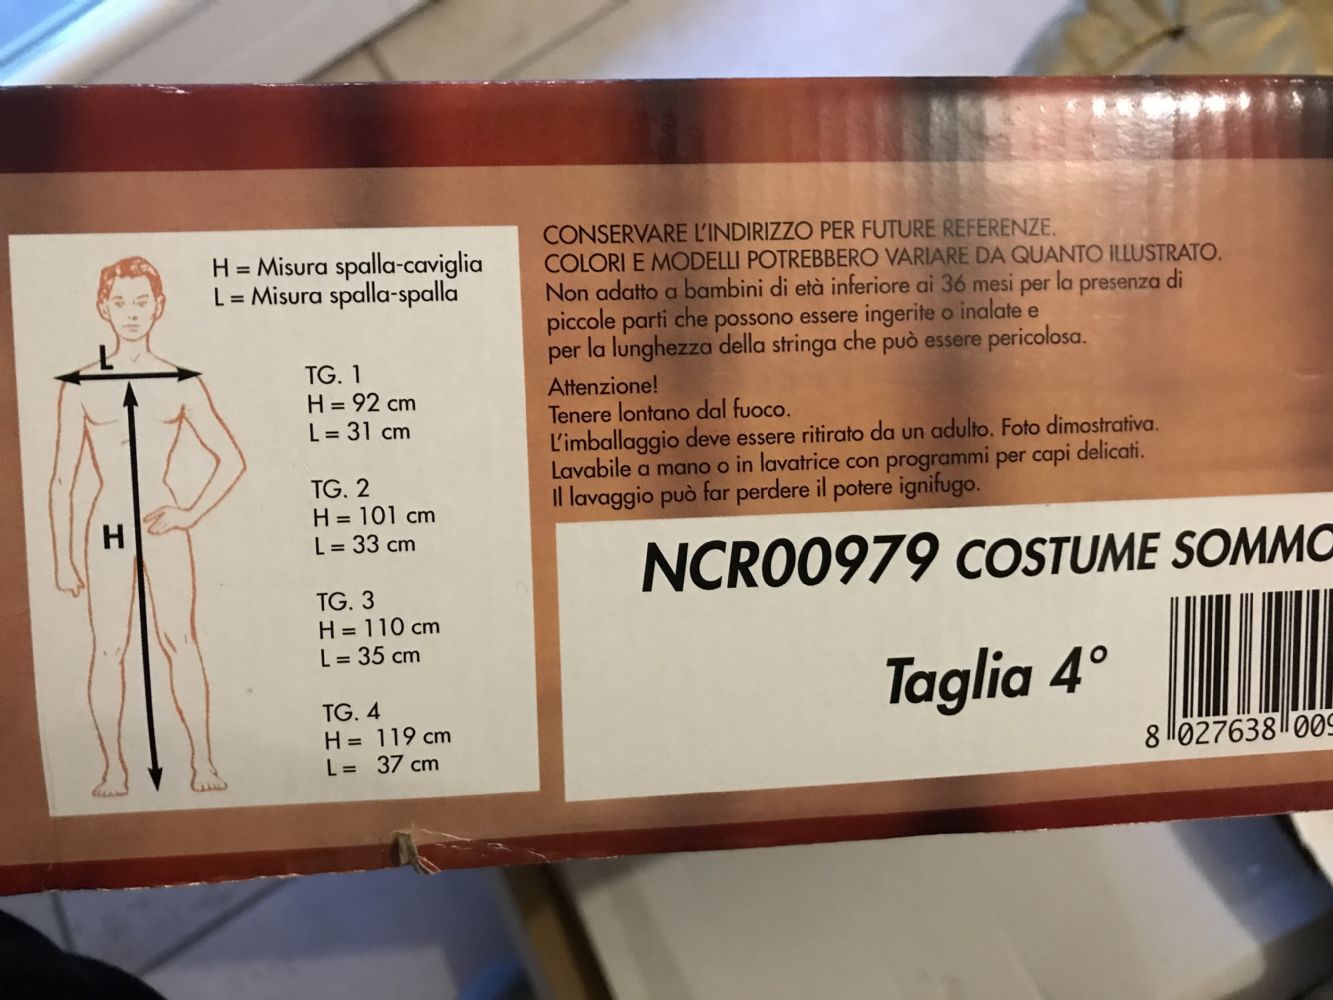 H = Misura spalla-caviglia
L = Misura spalla-spalla
L
H
TG. 1
H = 92 cm
L = 31 cm
TG. 2
H = 101 cm
L = 33 cm
TG. 3
H = 110 cm
L = 35 cm
TG. 4
H = 119 cm
L = 37 cm
CONSERVARE L'INDIRIZZO PER FUTURE REFERENZE.
COLORI E MODELLI POTREBBERO VARIARE DA QUANTO ILLUSTRATO.
Non adatto a bambini di età inferiore ai 36 mesi per la presenza di
piccole parti che possono essere ingerite o inalate e
per la lunghezza della stringa che può essere pericolosa.
Attenzione!
Tenere lontano dal fuoco.
L'imballaggio deve essere ritirato da un adulto. Foto dimostrativa.
Lavabile a mano o in lavatrice con programmi per capi delicati.
Il lavaggio può far perdere il potere ignifugo.
NCR00979 COSTUME SOMMO
Taglia 4°
8 027638 009